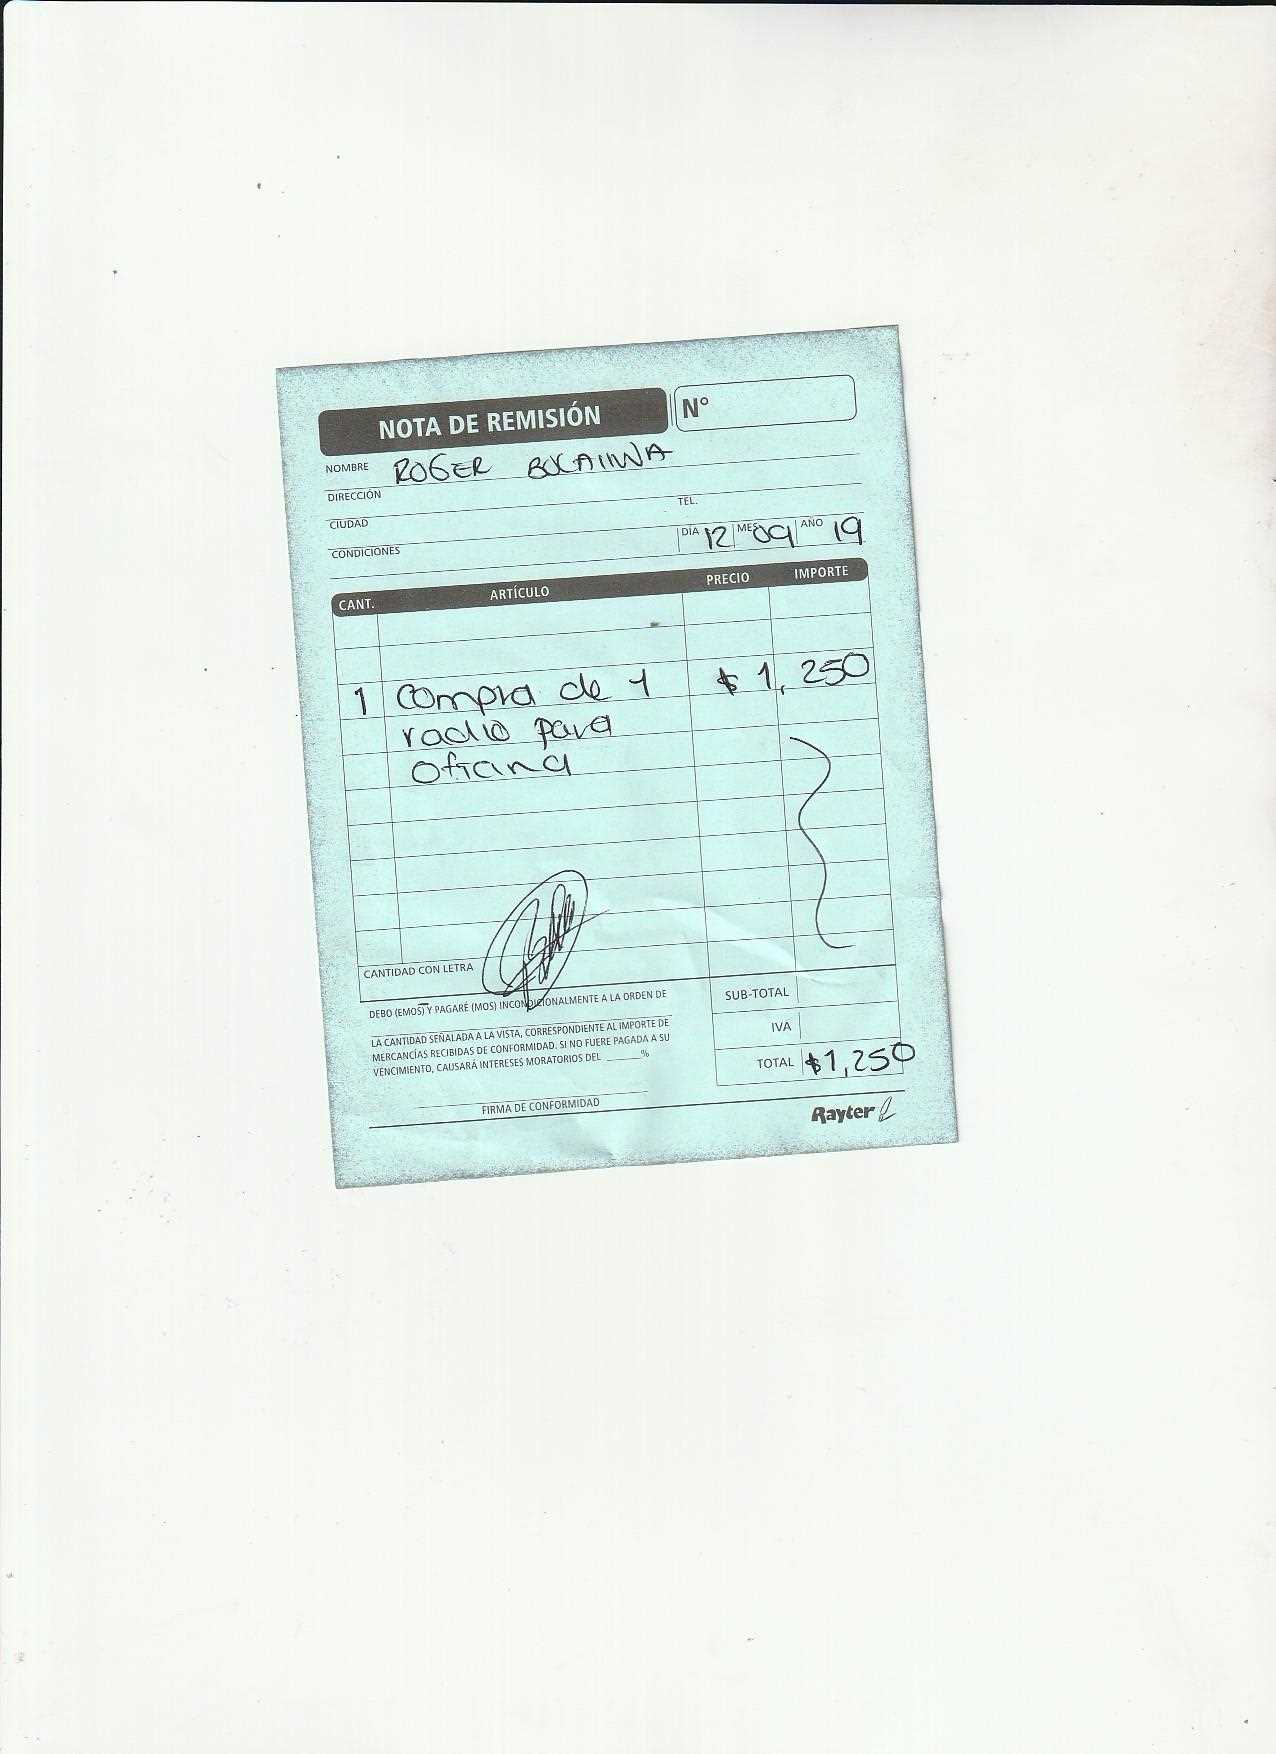 NOTA DE REMISIÓN
N°
NOMBRE ROGER
DIRECCIÓN
CIUDAD TEL.
CONDICIONES DÍA 12 MES 09 AÑO 19
CANT. ARTÍCULO PRECIO IMPORTE
1 Compra de 1 $ 1,250
radio para
oficina
CANTIDAD CON LETRA
DEBO (EMOS) Y PAGARÉ (MOS) INCONDICIONALMENTE A LA ORDEN DE
LA CANTIDAD SEÑALADA A LA VISTA, CORRESPONDIENTE AL IMPORTE DE
MERCANCÍAS RECIBIDAS DE CONFORMIDAD. SI NO FUERE PAGADA A SU
VENCIMIENTO, CAUSARÁ INTERESES MORATORIOS DEL ______%
SUB-TOTAL
IVA
TOTAL $1,250
FIRMA DE CONFORMIDAD
Rayter